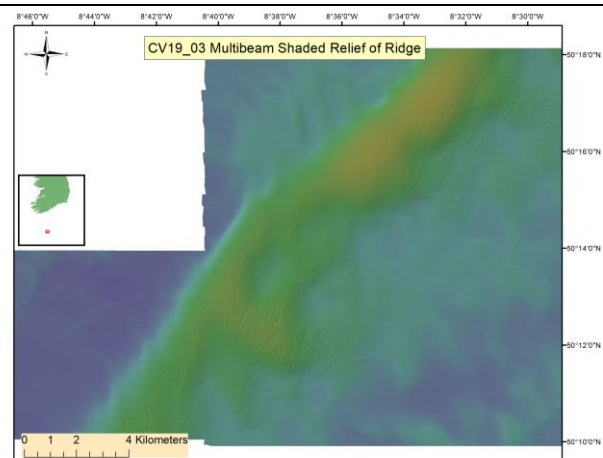 8°46'0"W 8°44'0"W 8°42'0"W 8°40'0"W 8°38'0"W 8°36'0"W 8°34'0"W 8°32'0"W 8°30'0"W
N
W E
S
CV19_03 Multibeam Shaded Relief of Ridge
50°18'0"N
50°16'0"N
50°14'0"N
50°12'0"N
50°10'0"N
0 1 2 4 Kilometers